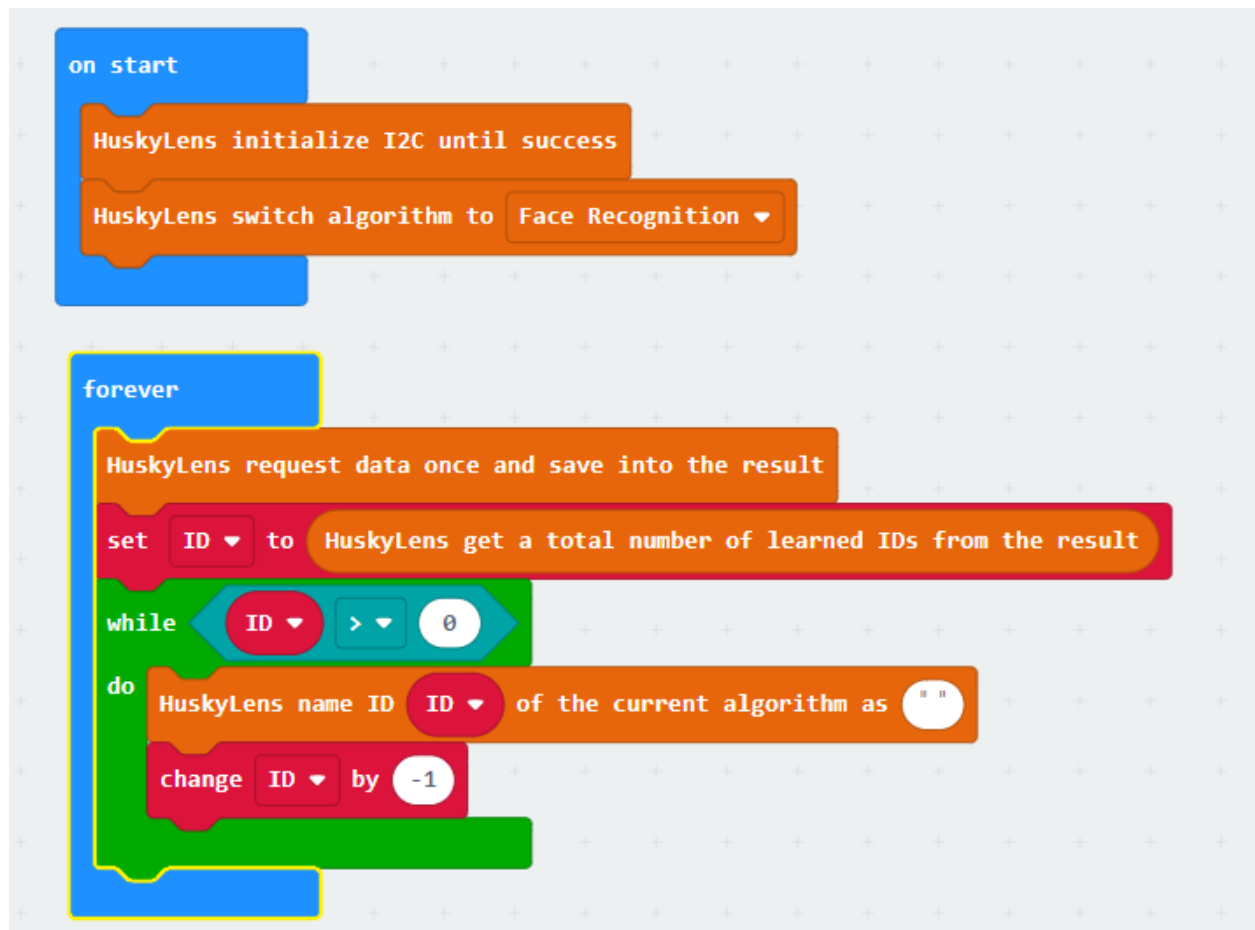 on start
HuskyLens initialize I2C until success
HuskyLens switch algorithm to Face Recognition
forever
HuskyLens request data once and save into the result
set ID to HuskyLens get a total number of learned IDs from the result
while ID > 0
do
HuskyLens name ID ID of the current algorithm as " "
change ID by -1